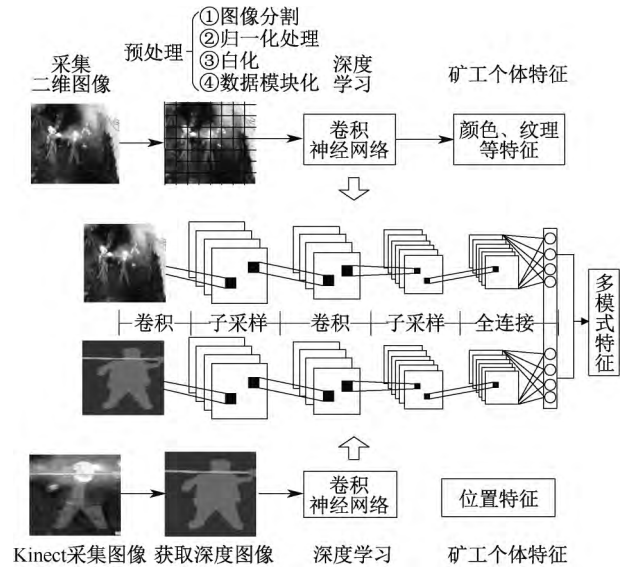 采集
二维图像
预处理
①图像分割
②归一化处理
③白化
④数据模块化
深度
学习
矿工个体特征
卷积
神经网络
颜色、纹理
等特征
卷积
子采样
卷积
子采样
全连接
多模式特征
卷积
神经网络
位置特征
Kinect采集图像
获取深度图像
深度学习
矿工个体特征